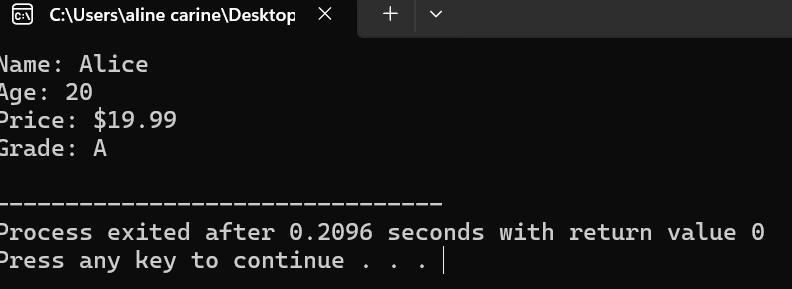 C:\Users\aline carine\Desktop
Name: Alice
Age: 20
Price: $19.99
Grade: A
--------------------------------
Process exited after 0.2096 seconds with return value 0
Press any key to continue . . .